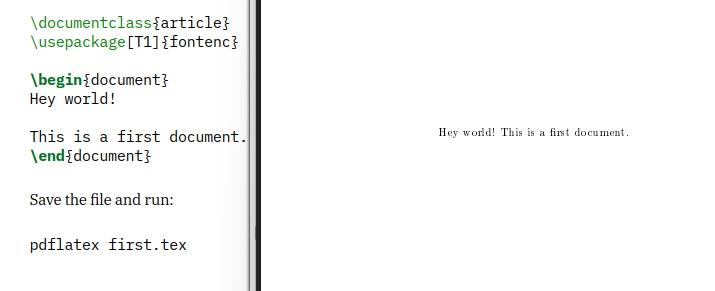 \documentclass{article}
\usepackage[T1]{fontenc}
\begin{document}
Hey world!
This is a first document.
\end{document}
Save the file and run:
pdflatex first.tex
Hey world! This is a first document.